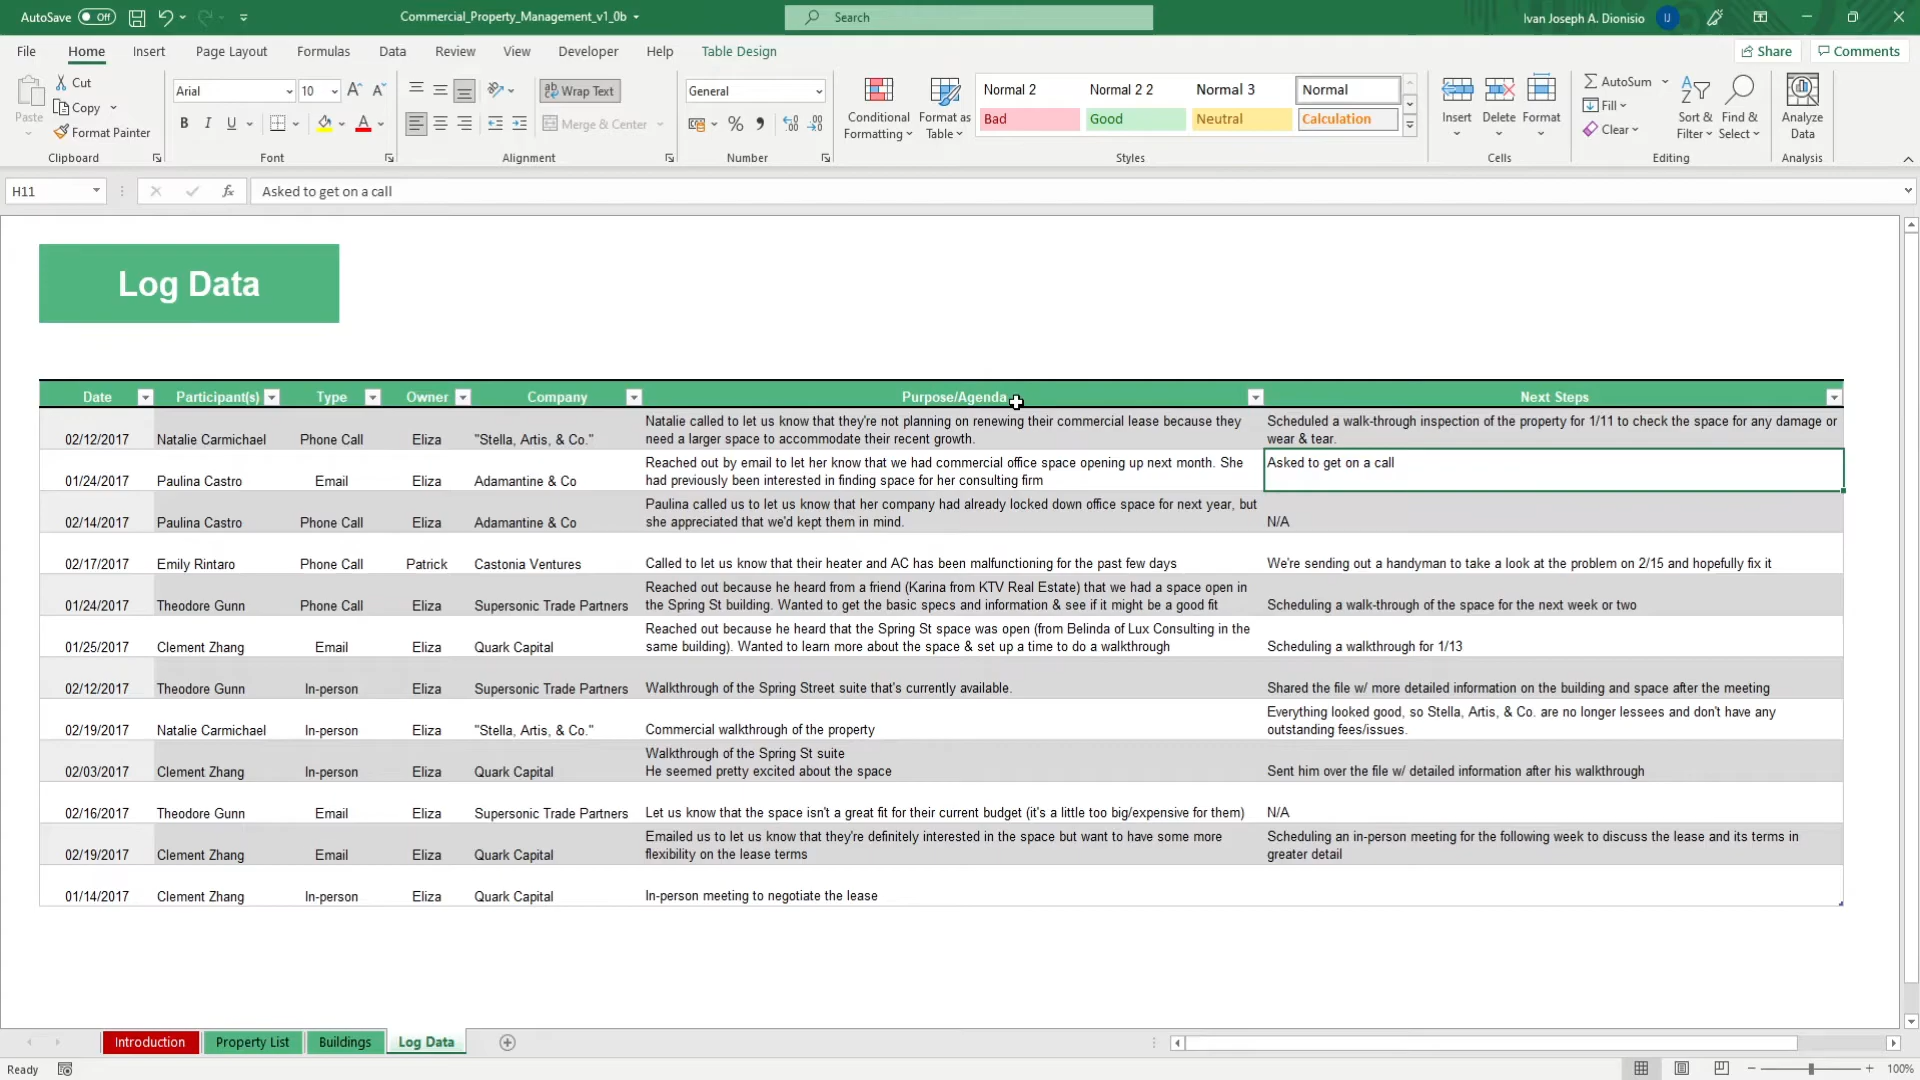 AutoSave Off Commercial_Property_Management_v1_0b Search Ivan Joseph A. Dionisio IJ
File Home Insert Page Layout Formulas Data Review View Developer Help Table Design Share Comments
Paste
Cut
Copy
Format Painter
Clipboard
Arial 10
B I U A
Font
Wrap Text
Merge & Center
Alignment
General
%
Number
Conditional Formatting
Format as Table
Normal 2 Normal 2 2 Normal 3 Normal
Bad Good Neutral Calculation
Styles
Insert Delete Format
Cells
AutoSum
Fill
Clear
Sort & Filter
Find & Select
Editing
Analyze Data
Analysis
H11 fx Asked to get on a call
Log Data
Date Participant(s) Type Owner Company Purpose/Agenda Next Steps
02/12/2017 Natalie Carmichael Phone Call Eliza "Stella, Artis, & Co." Natalie called to let us know that they're not planning on renewing their commercial lease because they need a larger space to accommodate their recent growth. Scheduled a walk-through inspection of the property for 1/11 to check the space for any damage or wear & tear.
01/24/2017 Paulina Castro Email Eliza Adamantine & Co Reached out by email to let her know that we had commercial office space opening up next month. She had previously been interested in finding space for her consulting firm Asked to get on a call
02/14/2017 Paulina Castro Phone Call Eliza Adamantine & Co Paulina called us to let us know that her company had already locked down office space for next year, but she appreciated that we'd kept them in mind. N/A
02/17/2017 Emily Rintaro Phone Call Patrick Castonia Ventures Called to let us know that their heater and AC has been malfunctioning for the past few days We're sending out a handyman to take a look at the problem on 2/15 and hopefully fix it
01/24/2017 Theodore Gunn Phone Call Eliza Supersonic Trade Partners Reached out because he heard from a friend (Karina from KTV Real Estate) that we had a space open in the Spring St building. Wanted to get the basic specs and information & see if it might be a good fit Scheduling a walk-through of the space for the next week or two
01/25/2017 Clement Zhang Email Eliza Quark Capital Reached out because he heard that the Spring St space was open (from Belinda of Lux Consulting in the same building). Wanted to learn more about the space & set up a time to do a walkthrough Scheduling a walkthrough for 1/13
02/12/2017 Theodore Gunn In-person Eliza Supersonic Trade Partners Walkthrough of the Spring Street suite that's currently available. Shared the file w/ more detailed information on the building and space after the meeting
02/19/2017 Natalie Carmichael In-person Eliza "Stella, Artis, & Co." Commercial walkthrough of the property Everything looked good, so Stella, Artis, & Co. are no longer lessees and don't have any outstanding fees/issues.
02/03/2017 Clement Zhang In-person Eliza Quark Capital Walkthrough of the Spring St suite He seemed pretty excited about the space Sent him over the file w/ detailed information after his walkthrough
02/16/2017 Theodore Gunn Email Eliza Supersonic Trade Partners Let us know that the space isn't a great fit for their current budget (it's a little too big/expensive for them) N/A
02/19/2017 Clement Zhang Email Eliza Quark Capital Emailed us to let us know that they're definitely interested in the space but want to have some more flexibility on the lease terms Scheduling an in-person meeting for the following week to discuss the lease and its terms in greater detail
01/14/2017 Clement Zhang In-person Eliza Quark Capital In-person meeting to negotiate the lease
Introduction Property List Buildings Log Data
Ready 100%